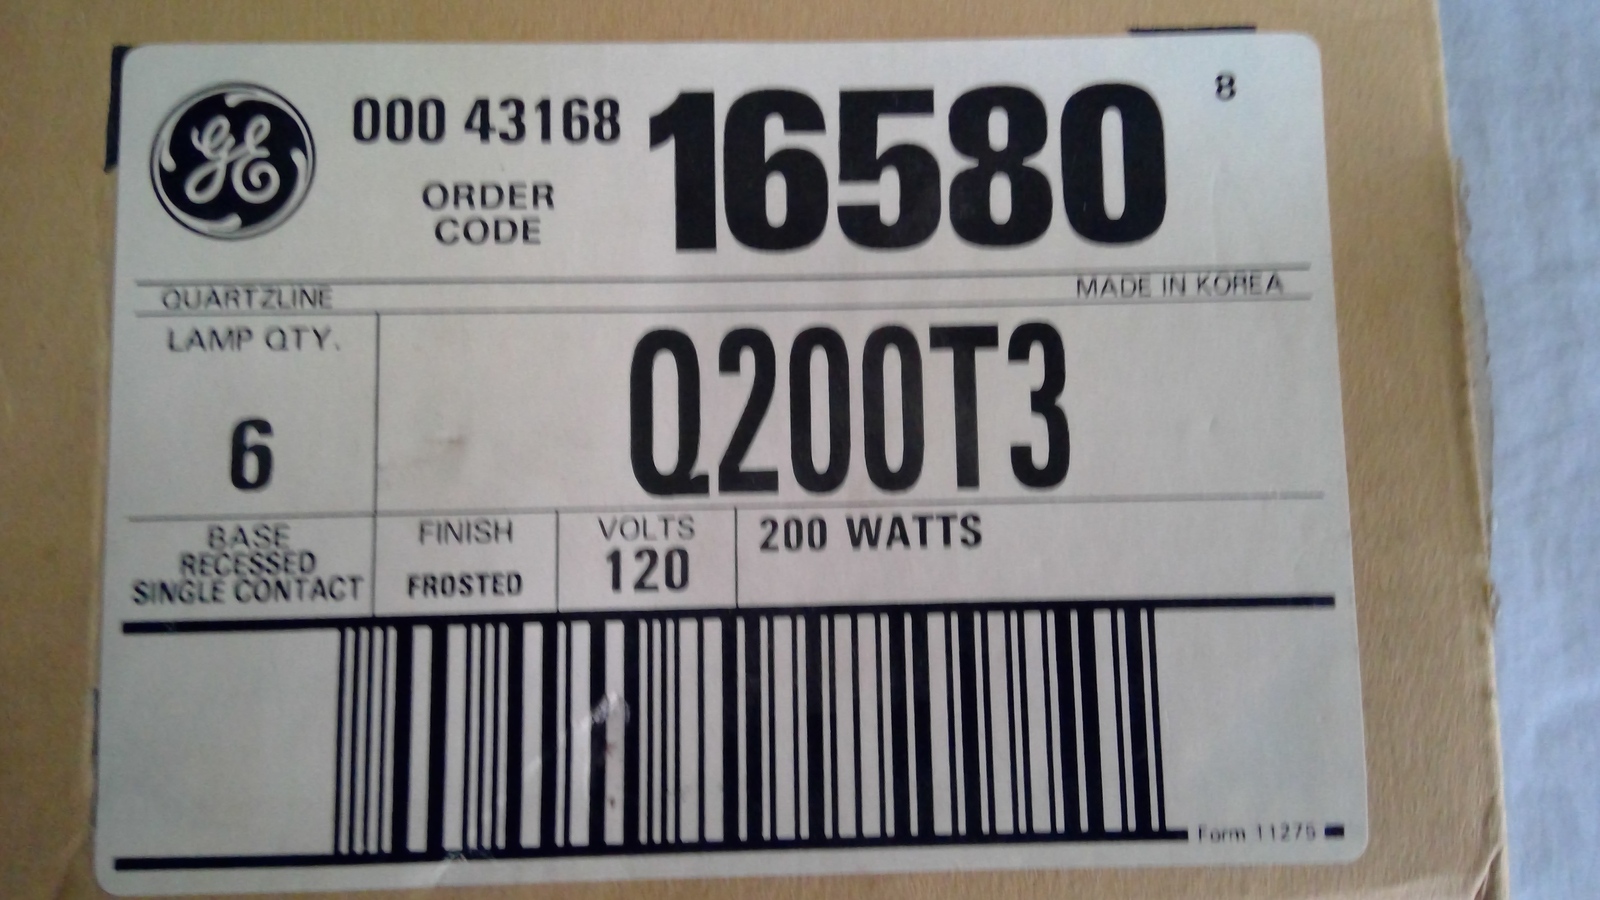 GE
000 43168
ORDER
CODE
16580
8
QUARTZLINE
MADE IN KOREA
LAMP QTY.
6
Q200T3
BASE
RECESSED
SINGLE CONTACT
FINISH
FROSTED
VOLTS
120
200 WATTS
Form 11275